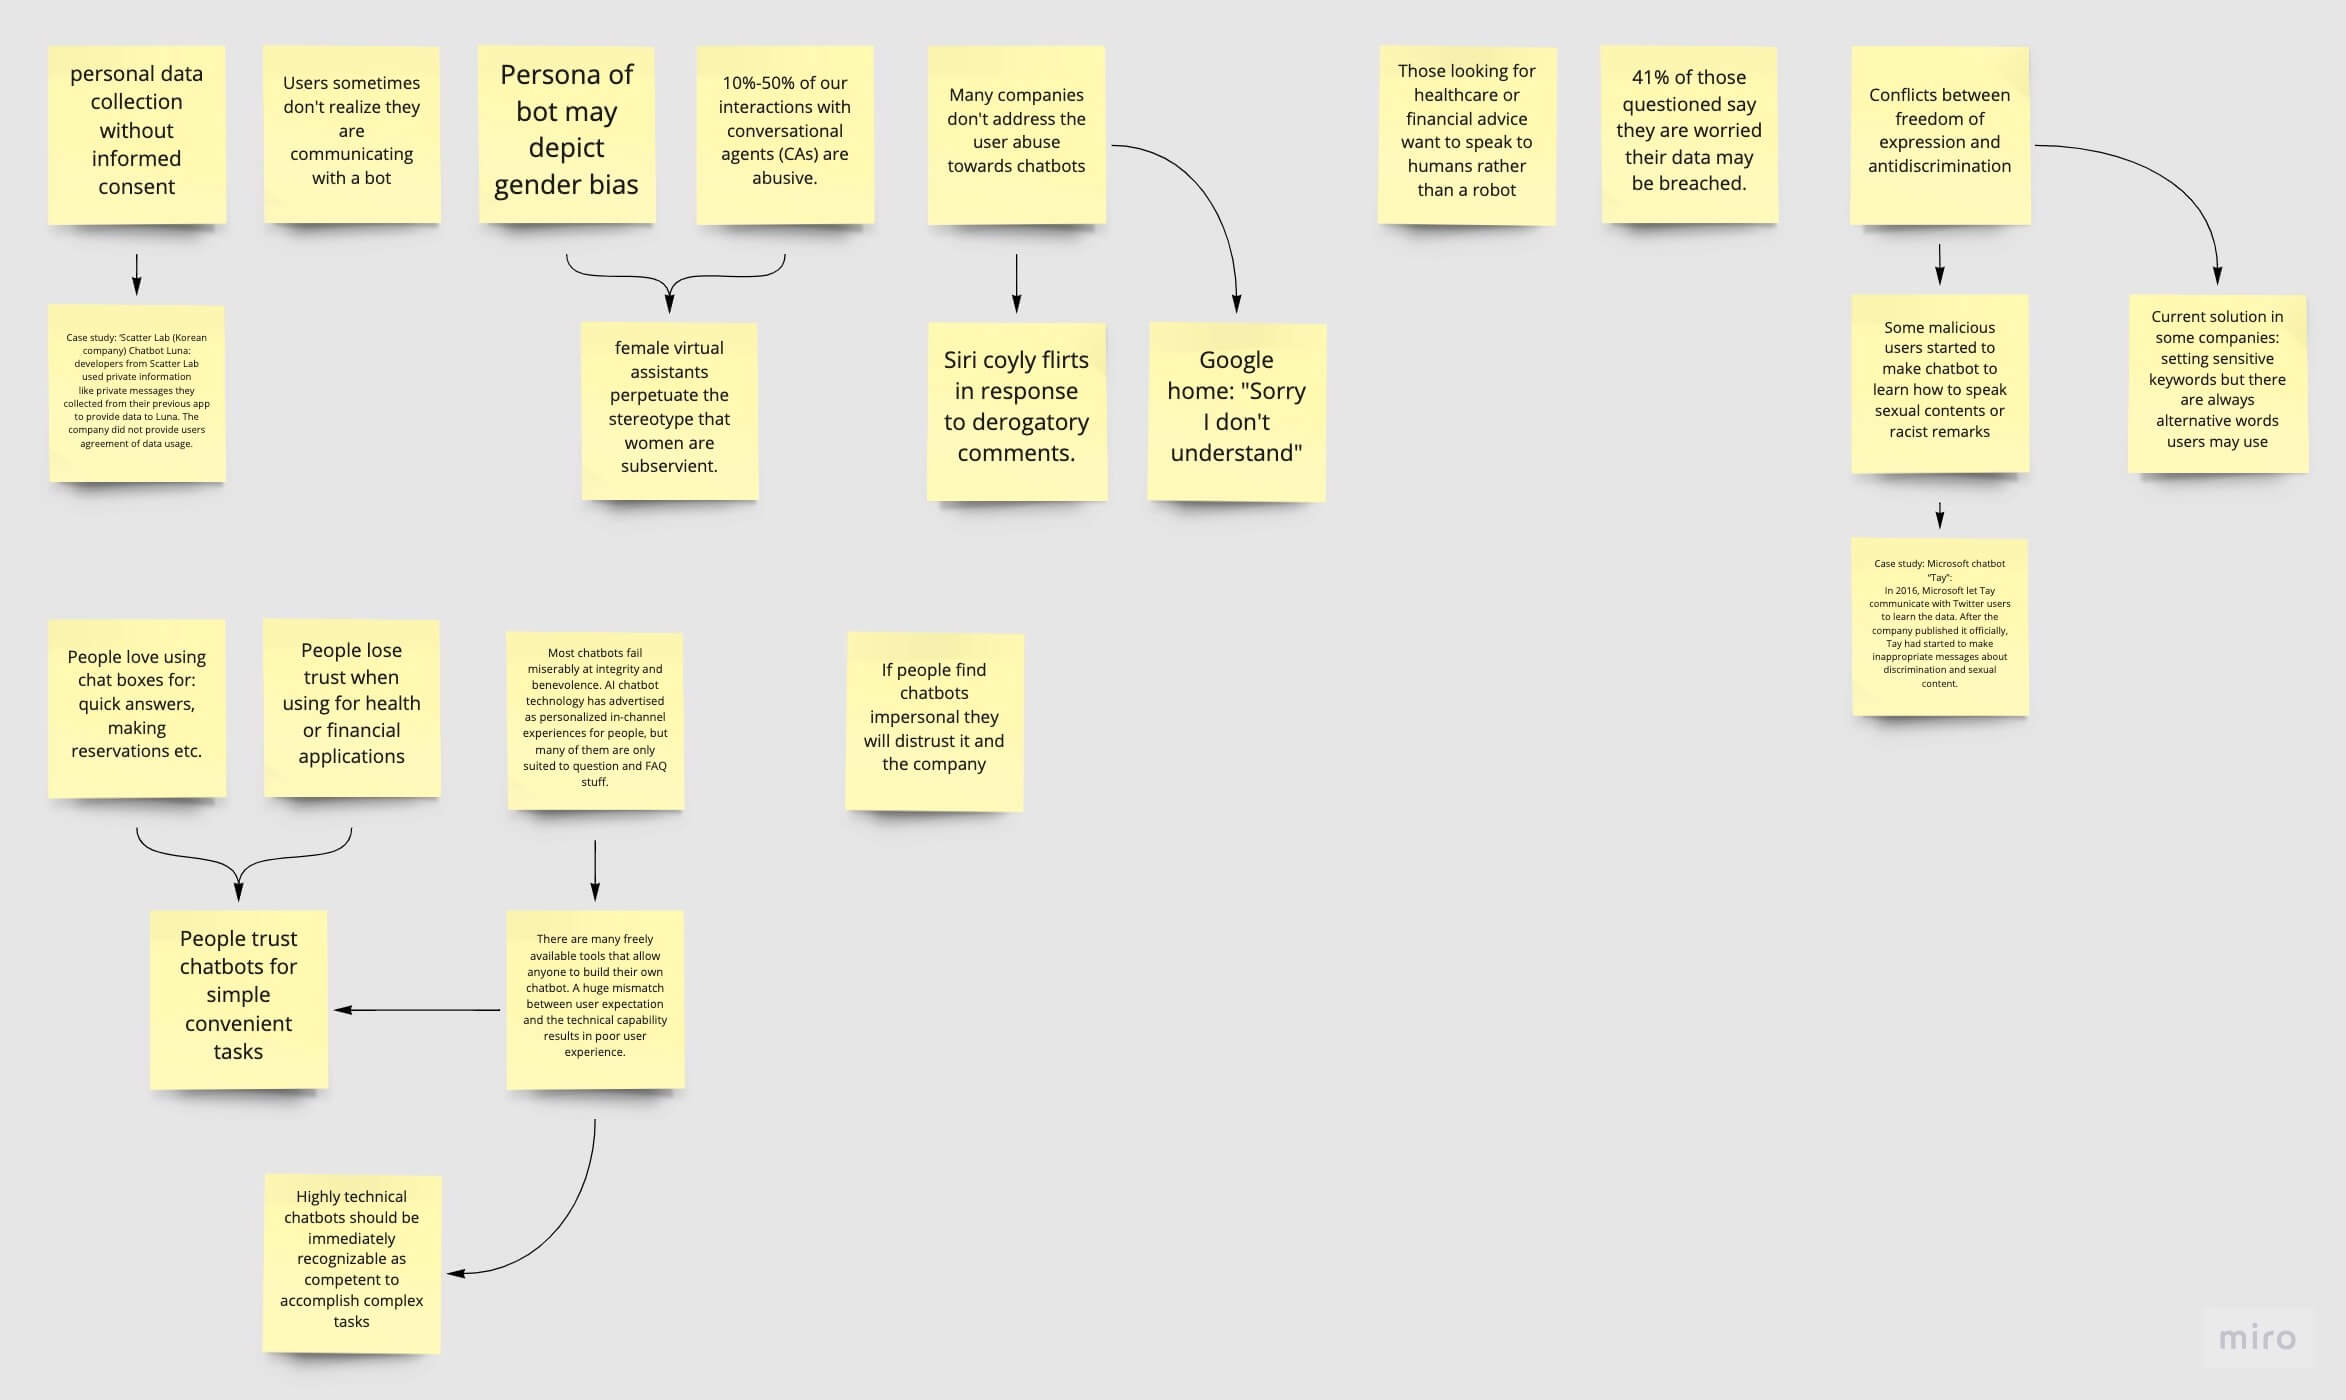 personal data
collection
without
informed
consent
Users sometimes
don't realize they
are
communicating
with a bot
Persona of
bot may
depict
gender bias
10%-50% of our
interactions with
conversational
agents (CAs) are
abusive.
Many companies
don't address the
user abuse
towards chatbots
Those looking for
healthcare or
financial advice
want to speak to
humans rather
than a robot
41% of those
questioned say
they are worried
their data may
be breached.
Conflicts between
freedom of
expression and
antidiscrimination
Case study: 'Scatter Lab (Korean
company) Chatbot Luna:
developers from Scatter Lab
used private information
like private messages they
collected from their previous app
to provide data to Luna. The
company did not provide users
agreement of data usage.
female virtual
assistants
perpetuate the
stereotype that
women are
subservient.
Siri coyly flirts
in response
to derogatory
comments.
Google
home: "Sorry
I don't
understand"
Some malicious
users started to
make chatbot to
learn how to speak
sexual contents or
racist remarks
Current solution in
some companies:
setting sensitive
keywords but there
are always
alternative words
users may use
Case study: Microsoft chatbot
"Tay":
In 2016, Microsoft let Tay
communicate with Twitter users
to learn the data. After the
company published it officially,
Tay had started to make
inappropriate messages about
discrimination and sexual
content.
People love using
chat boxes for:
quick answers,
making
reservations etc.
People lose
trust when
using for health
or financial
applications
Most chatbots fail
miserably at integrity and
benevolence. AI chatbot
technology has advertised
as personalized in-channel
experiences for people, but
many of them are only
suited to question and FAQ
stuff.
If people find
chatbots
impersonal they
will distrust it and
the company
People trust
chatbots for
simple
convenient
tasks
There are many freely
available tools that allow
anyone to build their own
chatbot. A huge mismatch
between user expectation
and the technical capability
results in poor user
experience.
Highly technical
chatbots should be
immediately
recognizable as
competent to
accomplish complex
tasks
miro